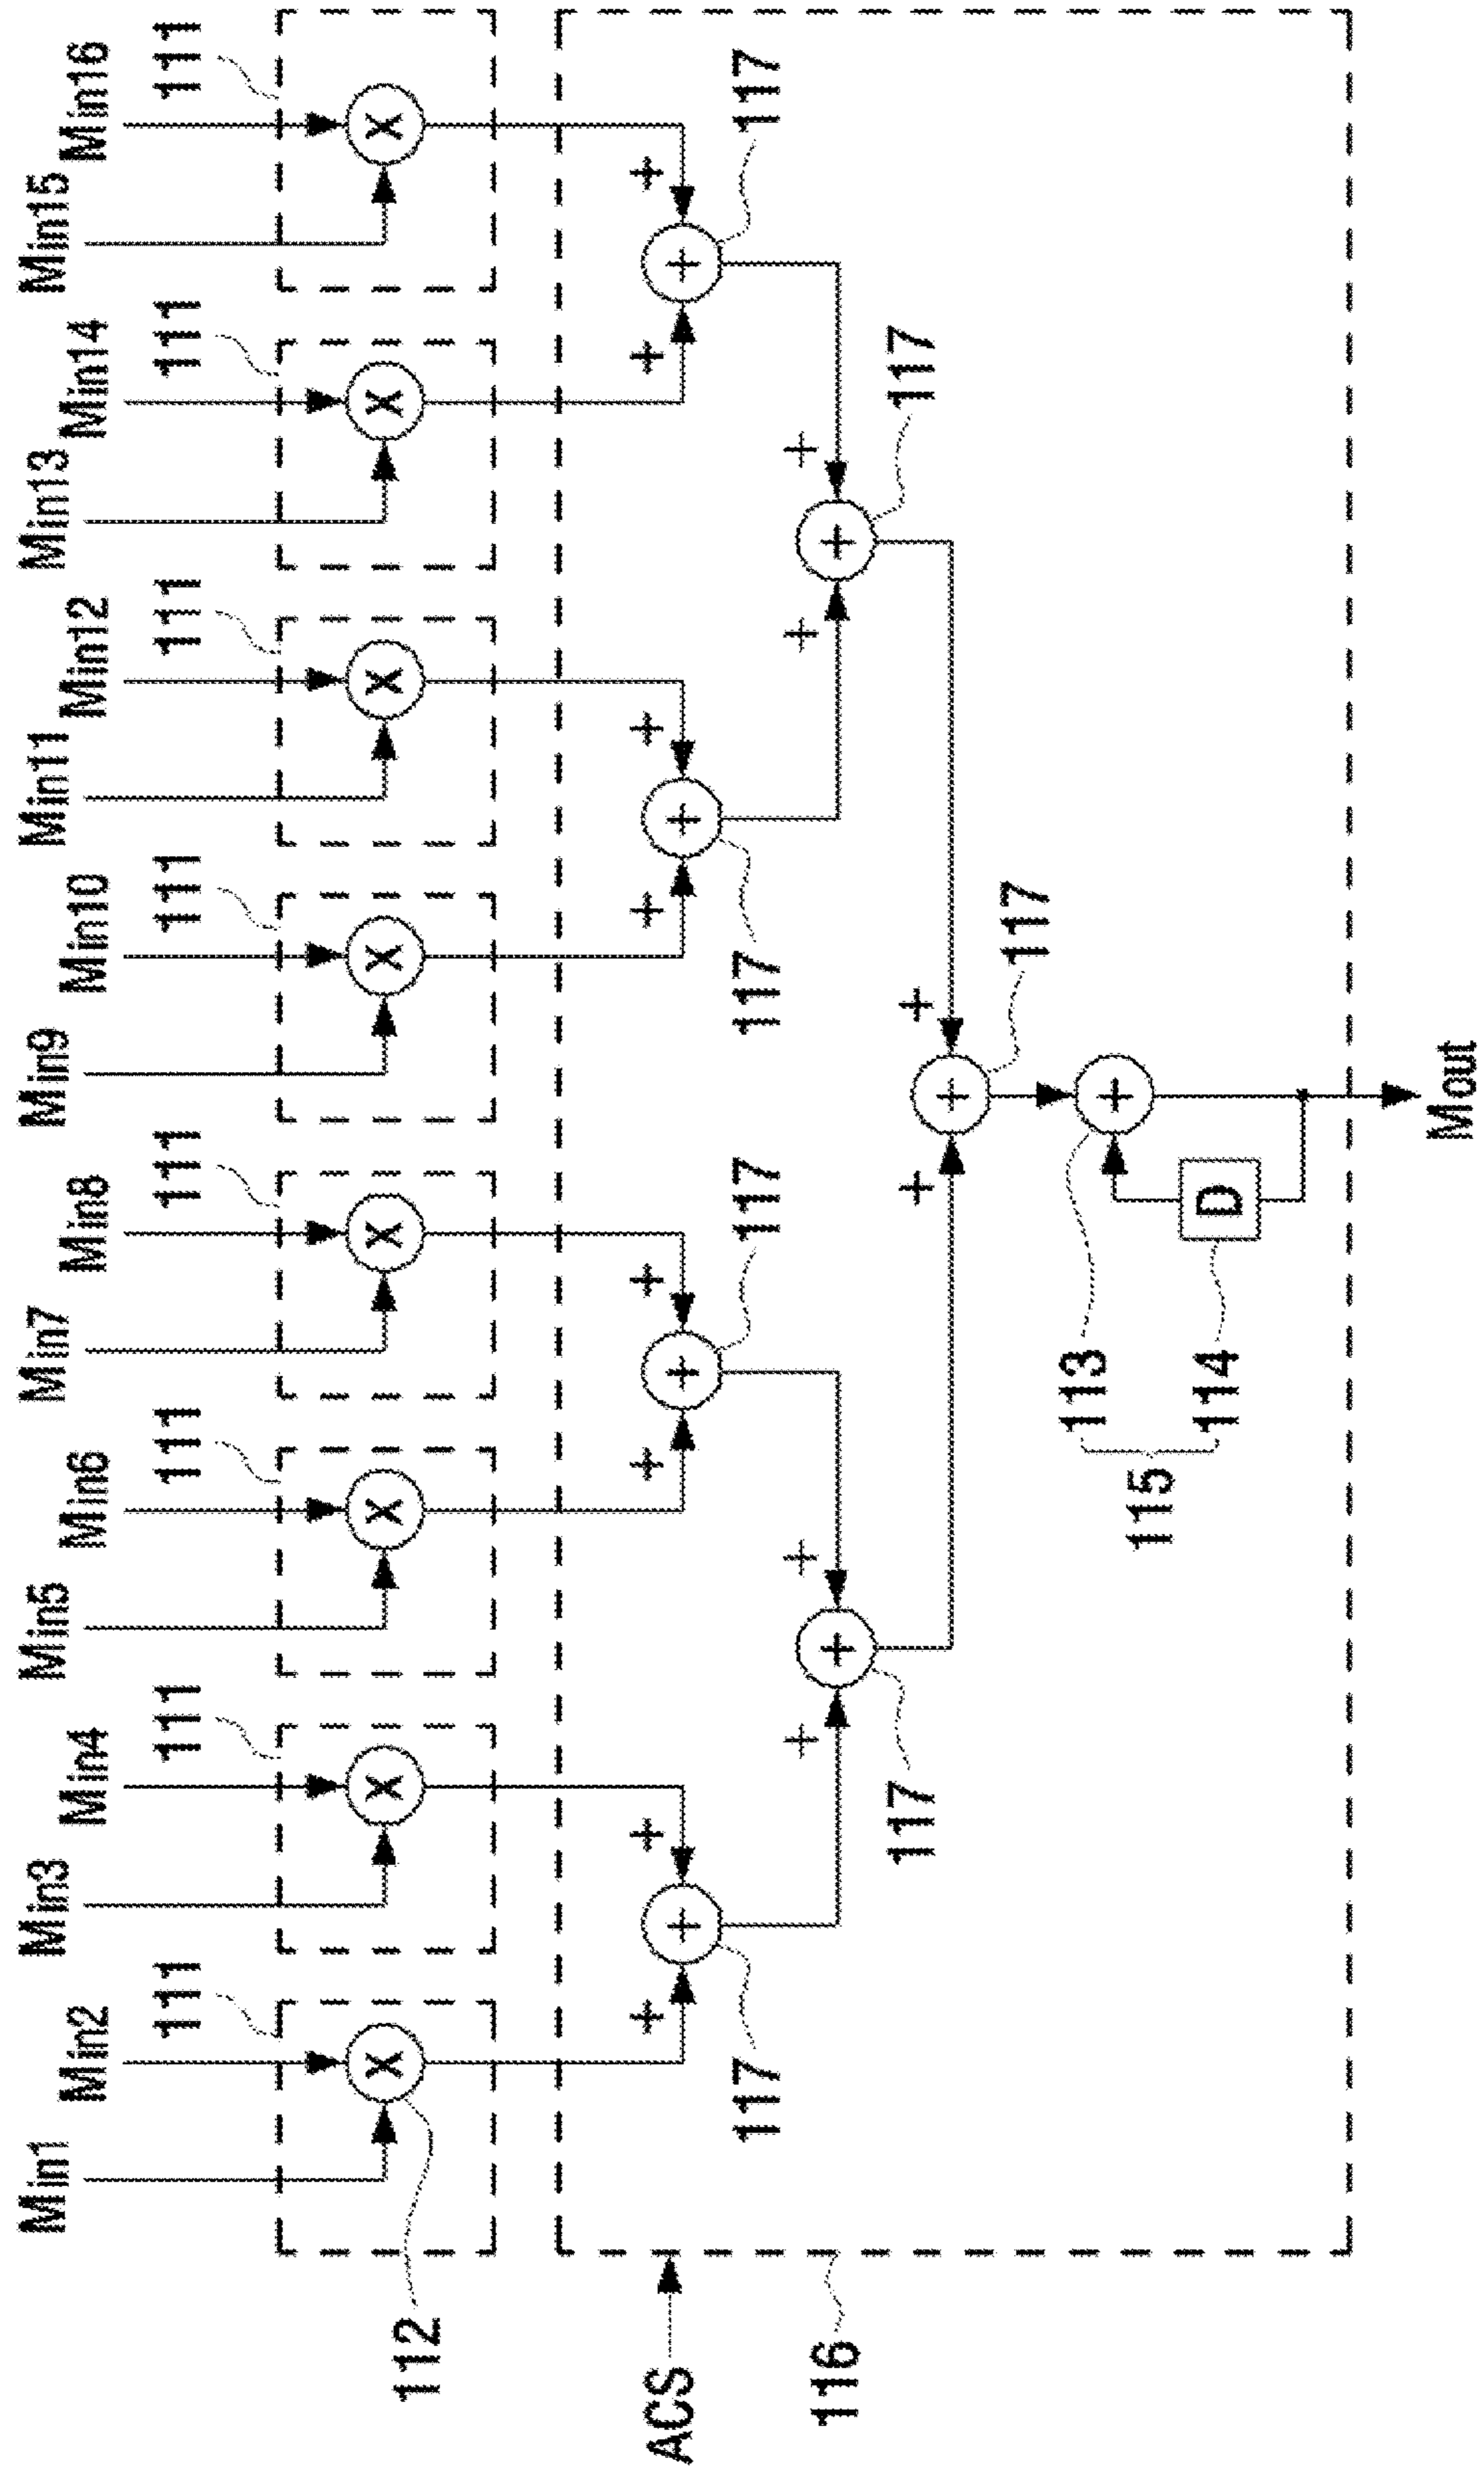 Min1 Min3 Min5 Min7 Min9 Min11 Min13 Min15
Min2 Min4 Min6 Min8 Min10 Min12 Min14 Min16
111 111 111 111 111 111 111 111
X X X X X X X X
112
+ + + + + + + +
ACS + + + +
117 117 117 117
+ + + +
116 + +
117 117
+ +
+
117
113 +
115
114 D
Mout